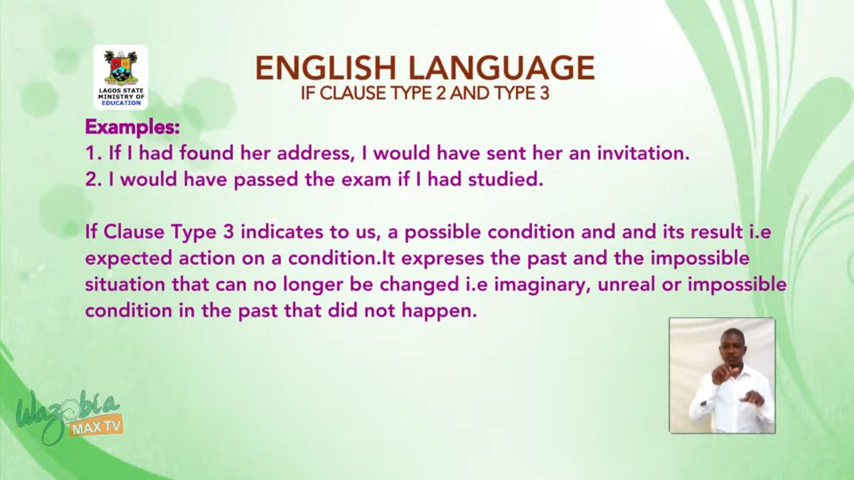 LAGOS STATE
MINISTRY OF
EDUCATION
ENGLISH LANGUAGE
IF CLAUSE TYPE 2 AND TYPE 3
Examples:
1. If I had found her address, I would have sent her an invitation.
2. I would have passed the exam if I had studied.
If Clause Type 3 indicates to us, a possible condition and and its result i.e
expected action on a condition.It expreses the past and the impossible
situation that can no longer be changed i.e imaginary, unreal or impossible
condition in the past that did not happen.
Wazobia
MAX TV